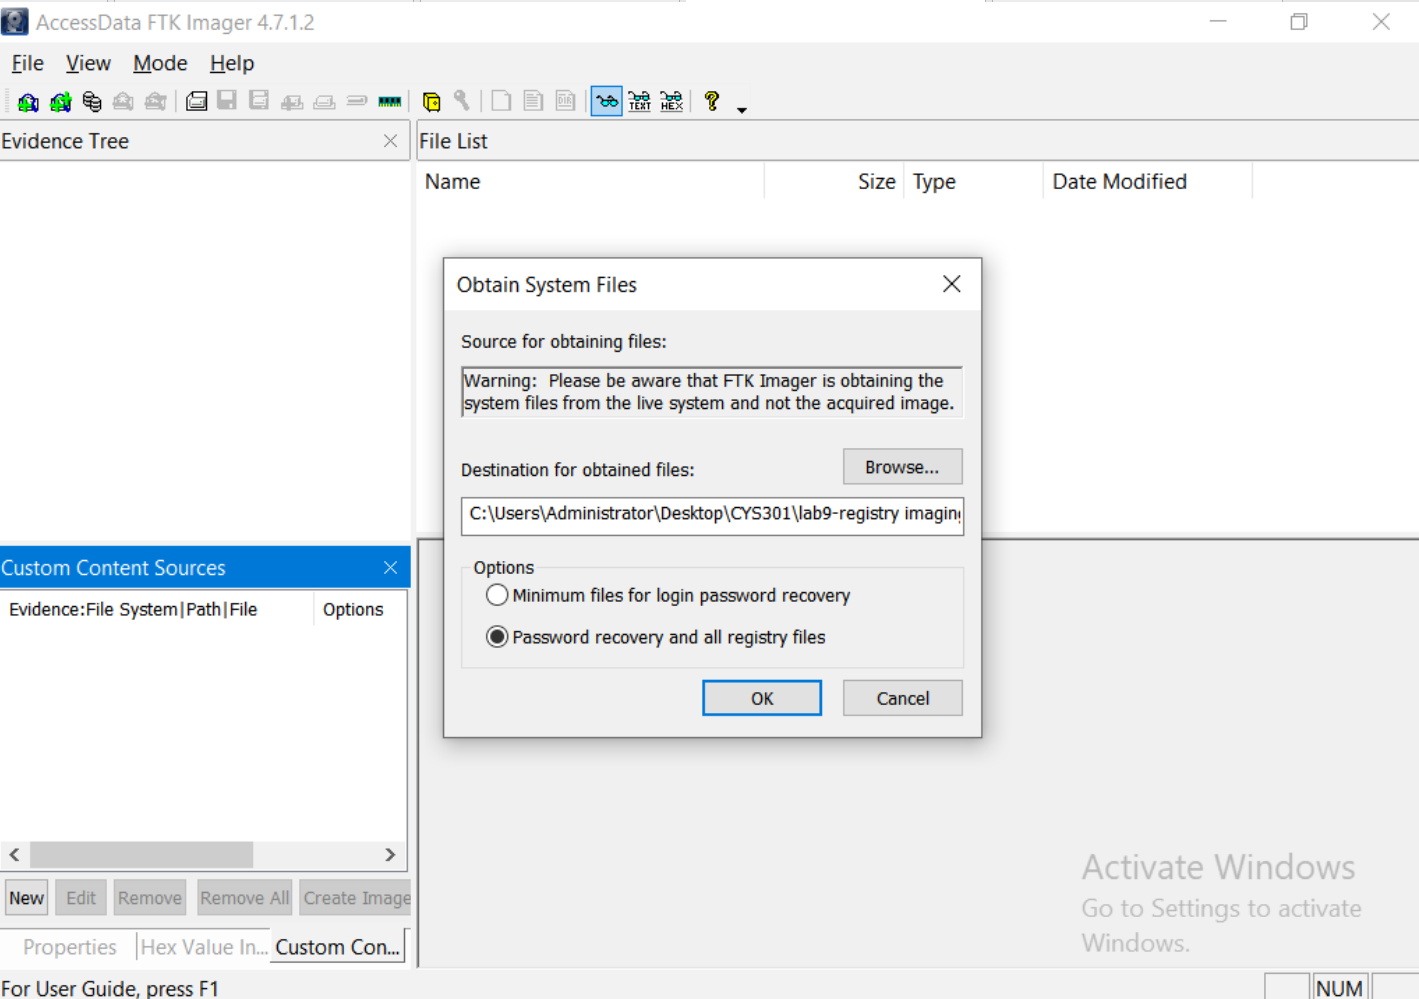 AccessData FTK Imager 4.7.1.2
File View Mode Help
TEXT HEX
DIR
Evidence Tree
File List
Name Size Type Date Modified
Obtain System Files
Source for obtaining files:
Warning: Please be aware that FTK Imager is obtaining the
system files from the live system and not the acquired image.
Destination for obtained files:
Browse...
C:\Users\Administrator\Desktop\CYS301\lab9-registry imaging
Options
Minimum files for login password recovery
Password recovery and all registry files
OK Cancel
Custom Content Sources
Evidence:File System|Path|File Options
New Edit Remove Remove All Create Image
Properties Hex Value In... Custom Con...
Activate Windows
Go to Settings to activate
Windows.
For User Guide, press F1
NUM